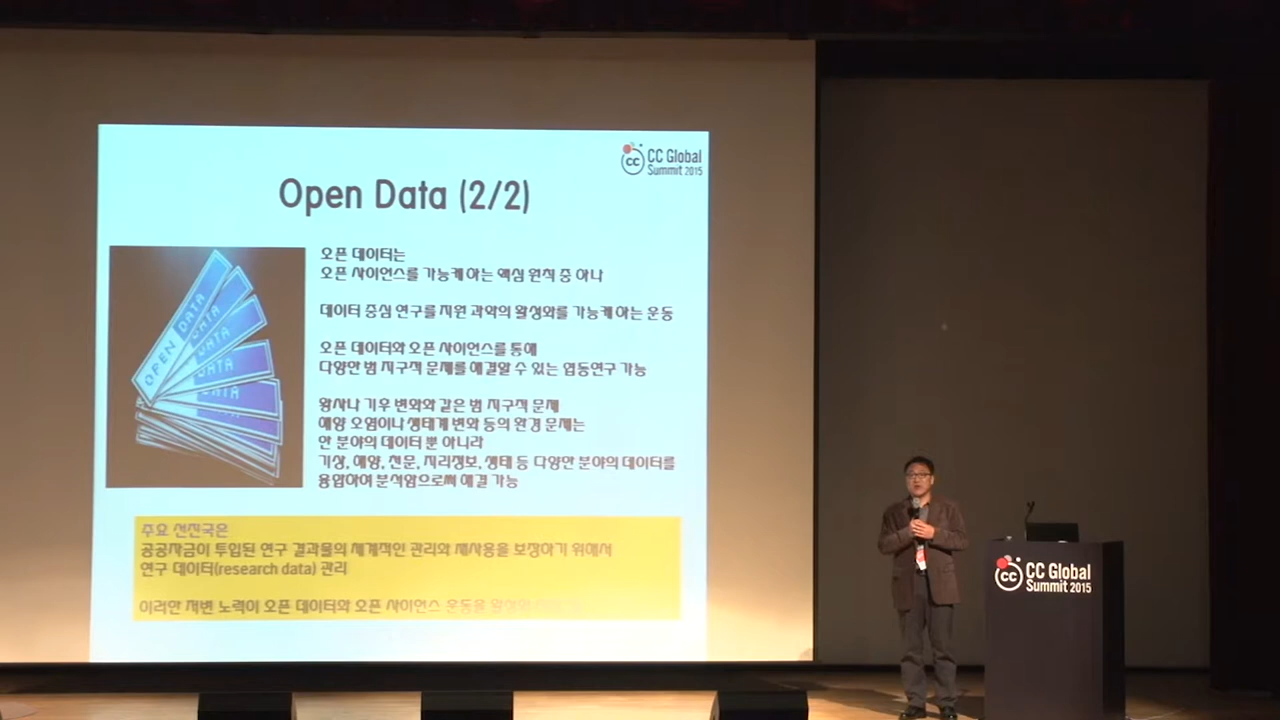 CC Global
Summit 2015
Open Data (2/2)
오픈 데이터는
오픈 사이언스를 가능케 하는 핵심 원칙 중 하나
데이터 중심 연구를 지원 과학의 활성화를 가능케 하는 운동
오픈 데이터와 오픈 사이언스를 통해
다양한 범 지구적 문제를 해결할 수 있는 협동연구 가능
황사나 기후 변화와 같은 범 지구적 문제
해양 오염이나 생태계 변화 등의 환경 문제는
한 분야의 데이터 뿐 아니라
기상, 해양, 천문, 지리정보, 생태 등 다양한 분야의 데이터를
융합하여 분석함으로써 해결 가능
OPEN DATA
DATA
DATA
DATA
DATA
주요 선진국은
공공자금이 투입된 연구 결과물의 체계적인 관리와 재사용을 보장하기 위해서
연구 데이터(research data) 관리
이러한 저변 노력이 오픈 데이터와 오픈 사이언스 운동을
cc
CC Global
Summit 2015